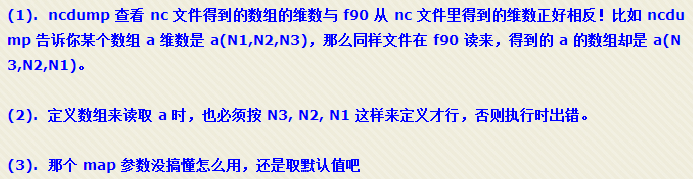 (1). ncdump 查看 nc 文件得到的数组的维数与 f90 从 nc 文件里得到的维数正好相反！比如 ncdu
mp 告诉你某个数组 a 维数是 a(N1,N2,N3)，那么同样文件在 f90 读来，得到的 a 的数组却是 a(N
3,N2,N1)。
(2). 定义数组来读取 a 时，也必须按 N3, N2, N1 这样来定义才行，否则执行时出错。
(3). 那个 map 参数没搞懂怎么用，还是取默认值吧